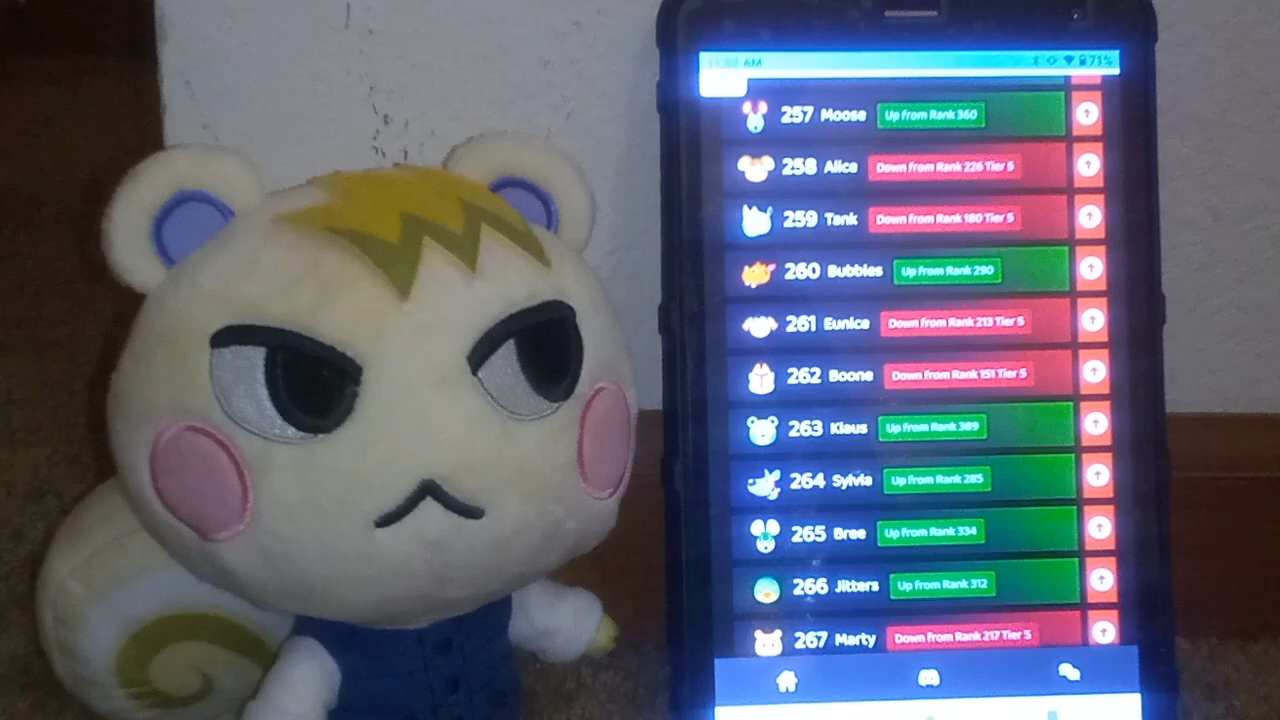 11:02 AM 71%
257 Moose Up from Rank 360
258 Alice Down from Rank 226 Tier 5
259 Tank Down from Rank 180 Tier 5
260 Bubbles Up from Rank 290
261 Eunice Down from Rank 213 Tier 5
262 Boone Down from Rank 151 Tier 5
263 Klaus Up from Rank 389
264 Sylvia Up from Rank 285
265 Bree Up from Rank 334
266 Jitters Up from Rank 312
267 Marty Down from Rank 217 Tier 5